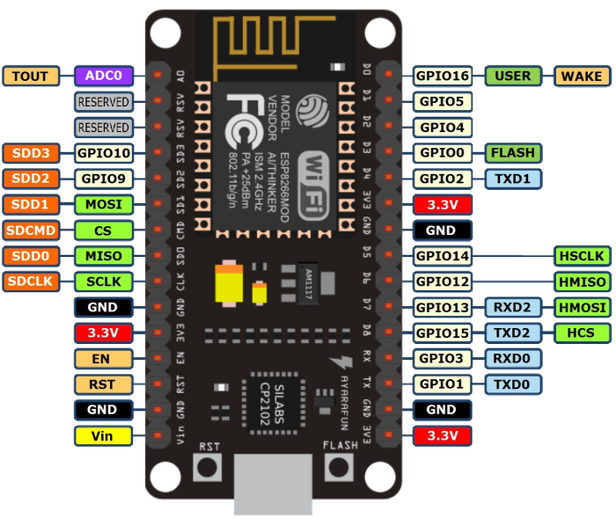 TOUT ADC0 A0 D0 GPIO16 USER WAKE
RESERVED RSV D1 GPIO5
RESERVED RSV D2 GPIO4
SDD3 GPIO10 SD3 D3 GPIO0 FLASH
SDD2 GPIO9 SD2 D4 GPIO2 TXD1
SDD1 MOSI SD1 3V3 3.3V
SDCMD CS CMD GND GND
SDD0 MISO SD0 D5 GPIO14 HSCLK
SDCLK SCLK CLK D6 GPIO12 HMISO
GND GND D7 GPIO13 RXD2 HMOSI
3.3V 3V3 D8 GPIO15 TXD2 HCS
EN EN RX GPIO3 RXD0
RST RST TX GPIO1 TXD0
GND GND GND GND
Vin Vin 3V3 3.3V
MODEL ESP8266MOD
VENDOR AITHINKER
ISM 2.4GHz
PA +25dBm
802.11b/g/n
FC
Wi Fi
AM1117
SILABS
CP2102
AYARAFUN
RST
FLASH